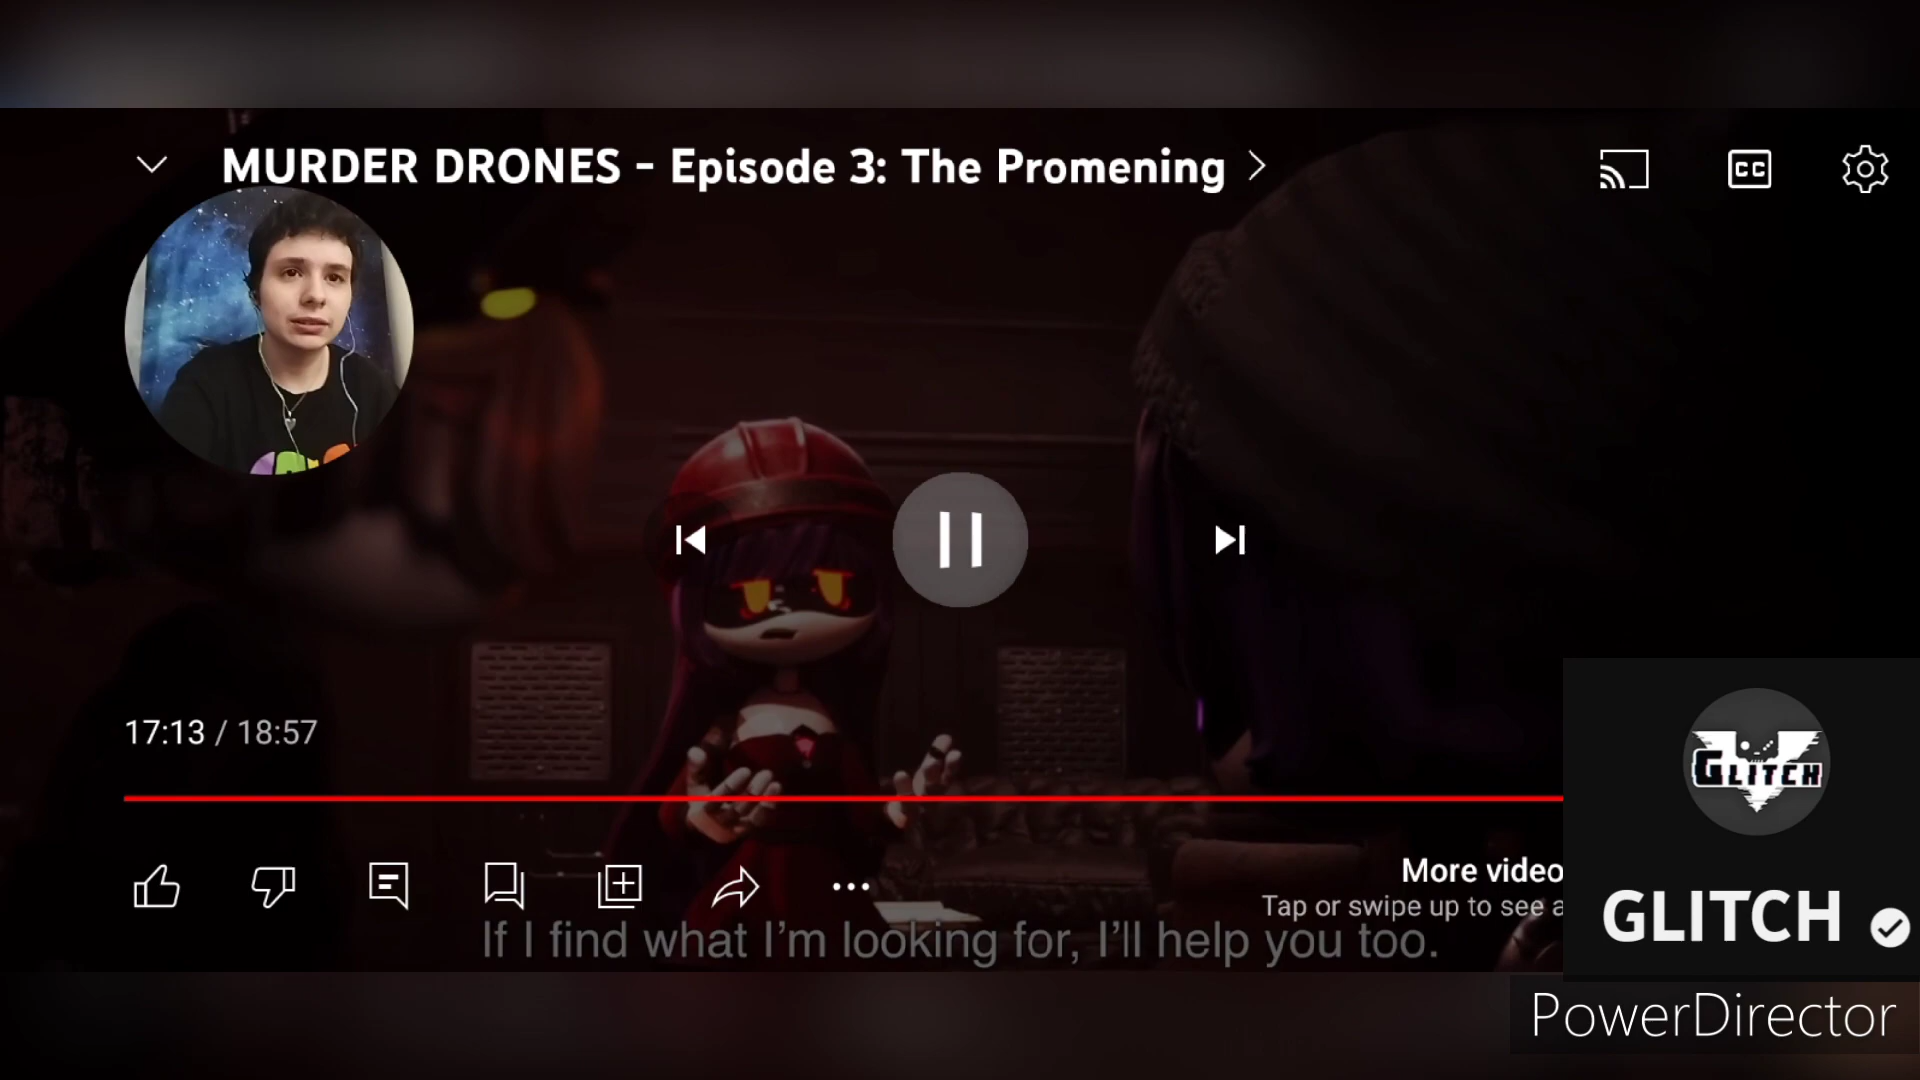 MURDER DRONES - Episode 3: The Promening
CC
17:13 / 18:57
More video
Tap or swipe up to see a
If I find what I'm looking for, I'll help you too.
GLITCH
GLITCH
PowerDirector